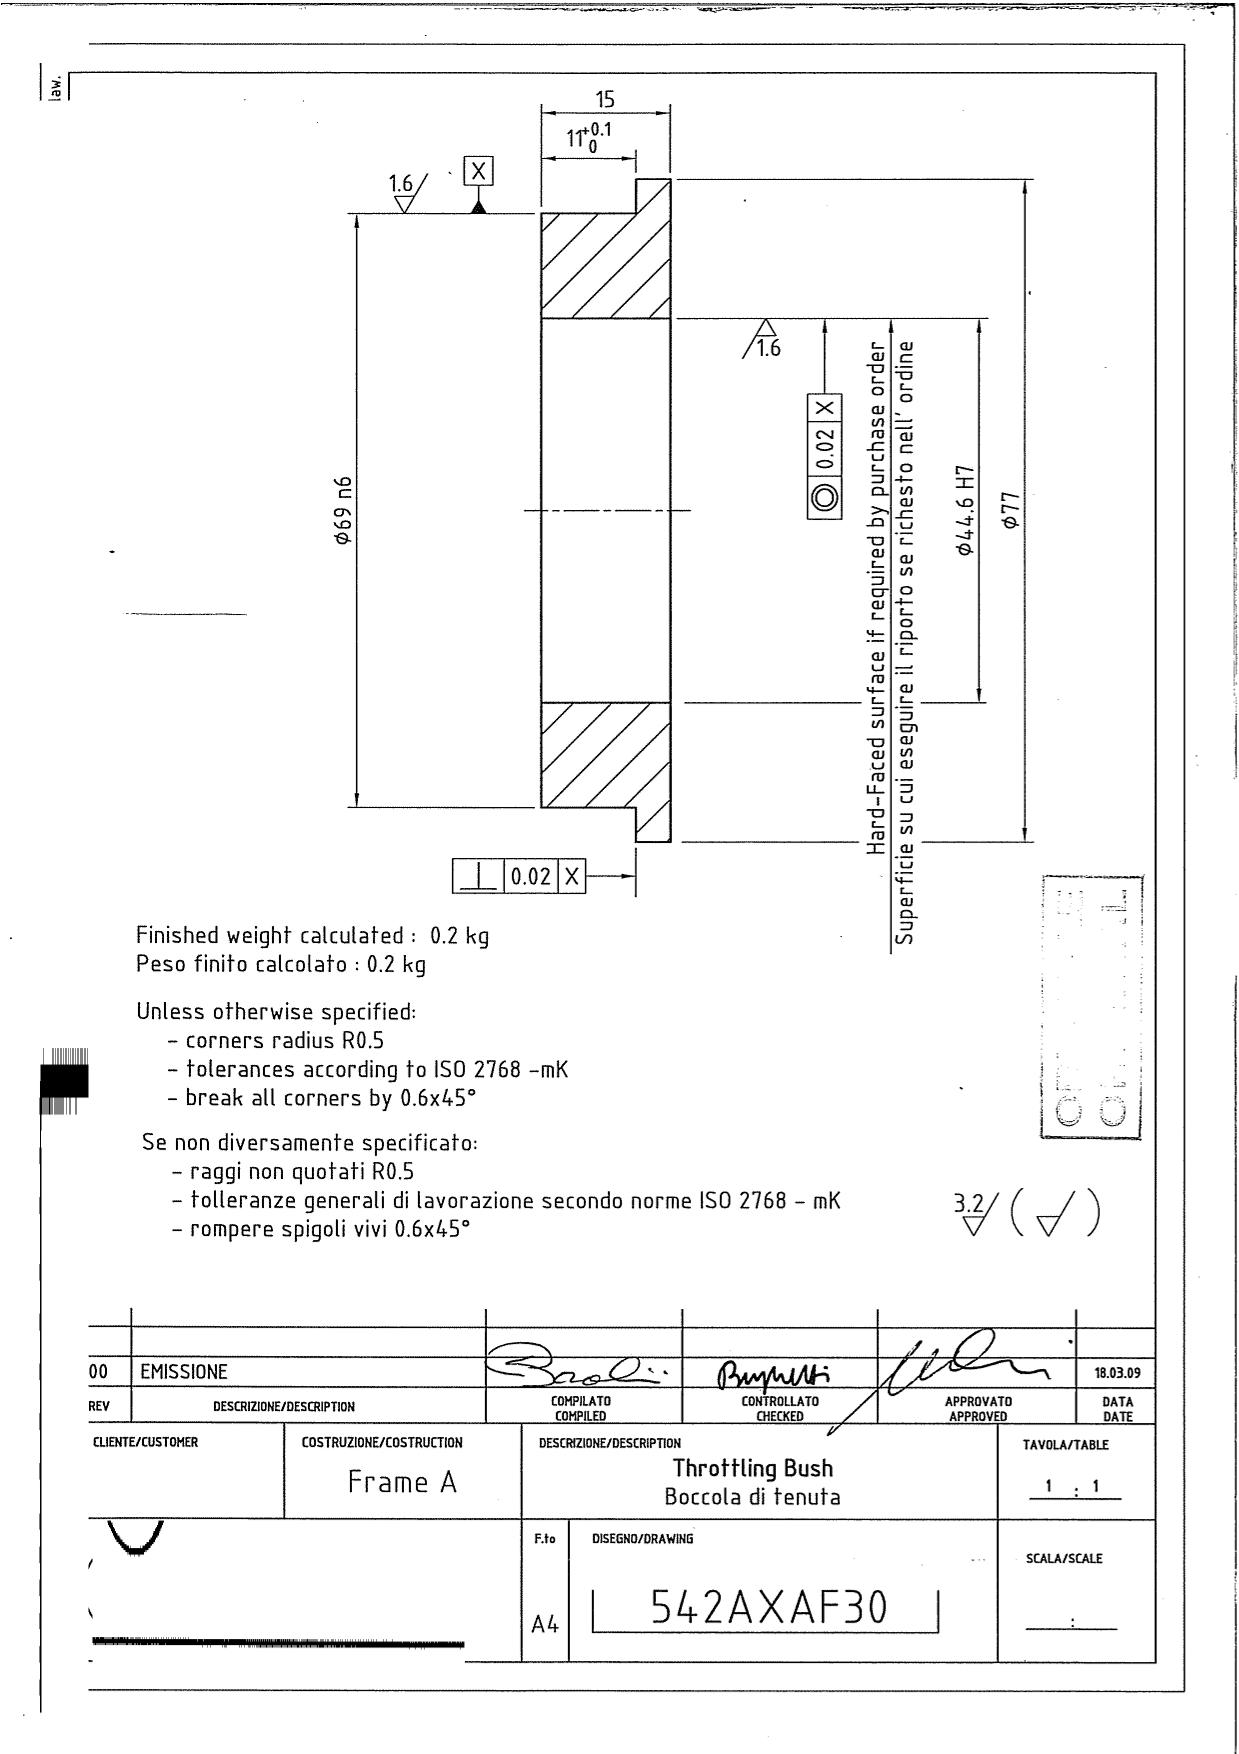 law.
15
11 +0.1 0
1.6
X
1.6
0.02 X
Hard-Faced surface if required by purchase order
Superficie su cui eseguire il riporto se richesto nell' ordine
ϕ69 n6
ϕ44.6 H7
ϕ77
0.02 X
Finished weight calculated : 0.2 kg
Peso finito calcolato : 0.2 kg
Unless otherwise specified:
- corners radius R0.5
- tolerances according to ISO 2768 -mK
- break all corners by 0.6x45°
Se non diversamente specificato:
- raggi non quotati R0.5
- tolleranze generali di lavorazione secondo norme ISO 2768 - mK
- rompere spigoli vivi 0.6x45°
3.2 ( )
00 EMISSIONE 18.03.09
REV DESCRIZIONE/DESCRIPTION COMPILATO CONTROLLATO APPROVATO DATA
COMPILED CHECKED APPROVED DATE
CLIENTE/CUSTOMER COSTRUZIONE/COSTRUCTION DESCRIZIONE/DESCRIPTION TAVOLA/TABLE
Frame A Throttling Bush 1 : 1
Boccola di tenuta
F.to DISEGNO/DRAWING SCALA/SCALE
A4 542AXAF30 :